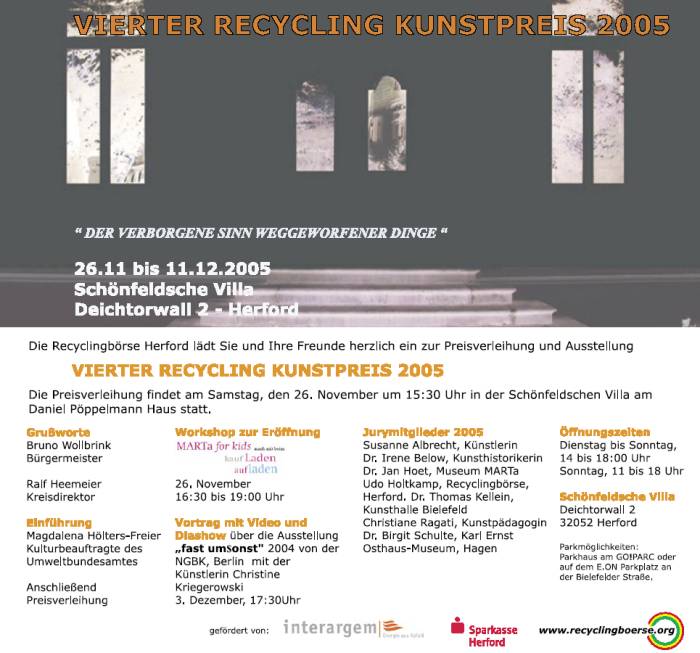 VIERTER RECYCLING KUNSTPREIS 2005
“ DER VERBORGENE SINN WEGGEWORFENER DINGE “
26.11 bis 11.12.2005
Schönfeldsche Villa
Deichtorwall 2 - Herford
Die Recyclingbörse Herford lädt Sie und Ihre Freunde herzlich ein zur Preisverleihung und Ausstellung
VIERTER RECYCLING KUNSTPREIS 2005
Die Preisverleihung findet am Samstag, den 26. November um 15:30 Uhr in der Schönfeldschen Villa am
Daniel Pöppelmann Haus statt.
Grußworte
Bruno Wollbrink
Bürgermeister
Ralf Heemeier
Kreisdirektor
Einführung
Magdalena Hölters-Freier
Kulturbeauftragte des
Umweltbundesamtes
Anschließend
Preisverleihung
Workshop zur Eröffnung
MARTa for kids
kauf Laden
aufladen
26, November
16:30 bis 19:00 Uhr
Vortrag mit Video und
Diashow über die Ausstellung
„fast umSonst" 2004 von der
NGBK, Berlin mit der
Künstlerin Christine
Kriegerowski
3. Dezember, 17:30Uhr
Jurymitglieder 2005
Susanne Albrecht, Künstlerin
Dr. Irene Below, Kunsthistorikerin
Dr, Jan Hoet, Museum MARTa
Udo Holtkamp, Recyclingbörse,
Herford. Dr. Thomas Kellein,
Kunsthalle Bielefeld
Christiane Ragati, Kunstpädagogin
Dr, Birgit Schulte, Karl Ernst
Osthaus-Museum, Hagen
Öffnungszeiten
Dienstag bis Sonntag,
14 bis 18:00 Uhr
Sonntag, 11 bis 18 Uhr
Schönfeldsche Villa
Deichtorwall 2
32052 Herford
Parkmöglichkeiten:
Parkhaus am GO!PARC oder
auf dem E.ON Parkplatz an
der Bielefelder Straße.
gefördert von:
interargem
Energie aus Abfall
Sparkasse
Herford
www.recyclingboerse.org